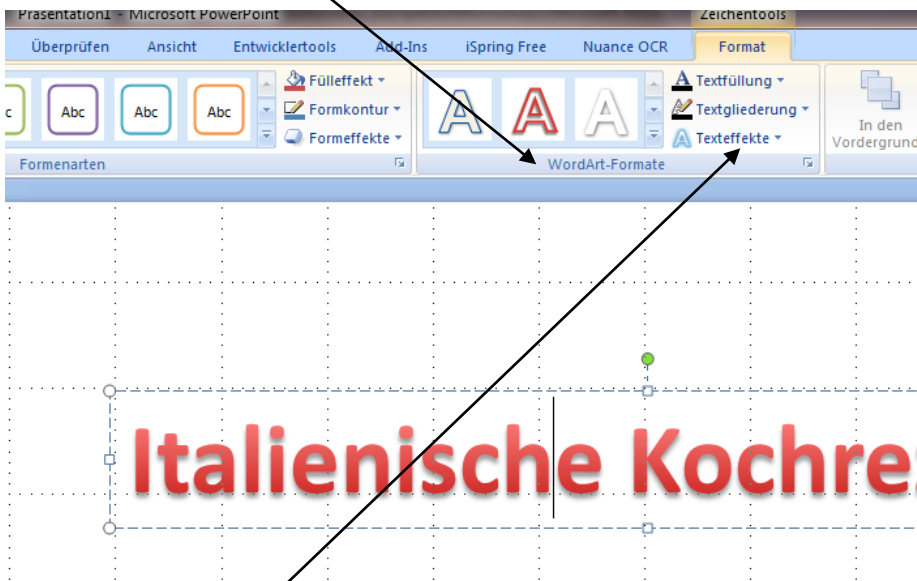 Präsentation1 - Microsoft PowerPoint Zeichentools
Überprüfen Ansicht Entwicklertools Add-Ins iSpring Free Nuance OCR Format
Abc Abc Abc Fülleffekt Textfüllung
Formkontur Textgliederung In den
Formeffekte Texteffekte Vordergrund
Formenarten WordArt-Formate
Italienische Kochre